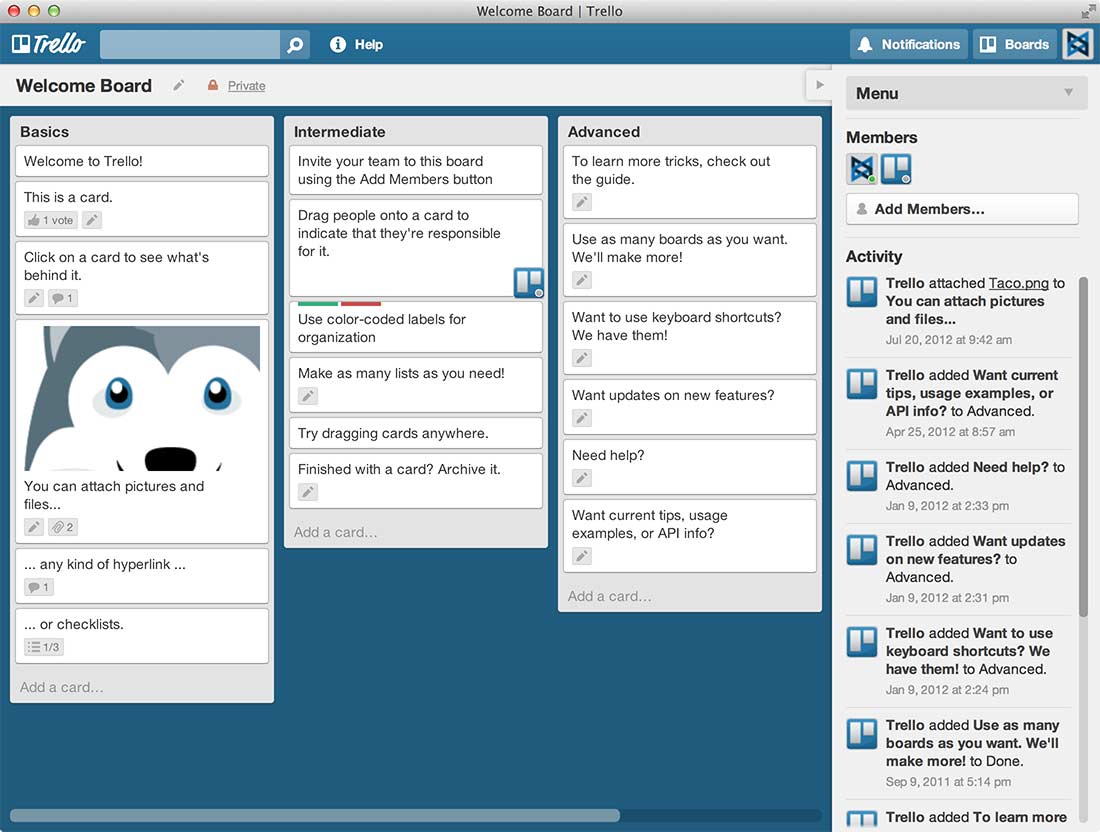 Welcome Board | Trello
Trello
Help
Notifications
Boards
Welcome Board
Private
Basics
Welcome to Trello!
This is a card.
1 vote
Click on a card to see what's
behind it.
1
You can attach pictures and
files...
2
... any kind of hyperlink ...
1
... or checklists.
1/3
Add a card…
Intermediate
Invite your team to this board
using the Add Members button
Drag people onto a card to
indicate that they're responsible
for it.
Use color-coded labels for
organization
Make as many lists as you need!
Try dragging cards anywhere.
Finished with a card? Archive it.
Add a card…
Advanced
To learn more tricks, check out
the guide.
Use as many boards as you want.
We'll make more!
Want to use keyboard shortcuts?
We have them!
Want updates on new features?
Need help?
Want current tips, usage
examples, or API info?
Add a card…
Menu
Members
Add Members…
Activity
Trello attached Taco.png to
You can attach pictures
and files...
Jul 20, 2012 at 9:42 am
Trello added Want current
tips, usage examples, or
API info? to Advanced.
Apr 25, 2012 at 8:57 am
Trello added Need help? to
Advanced.
Jan 9, 2012 at 2:33 pm
Trello added Want updates
on new features? to
Advanced.
Jan 9, 2012 at 2:31 pm
Trello added Want to use
keyboard shortcuts? We
have them! to Advanced.
Jan 9, 2012 at 2:24 pm
Trello added Use as many
boards as you want. We'll
make more! to Done.
Sep 9, 2011 at 5:14 pm
Trello added To learn more